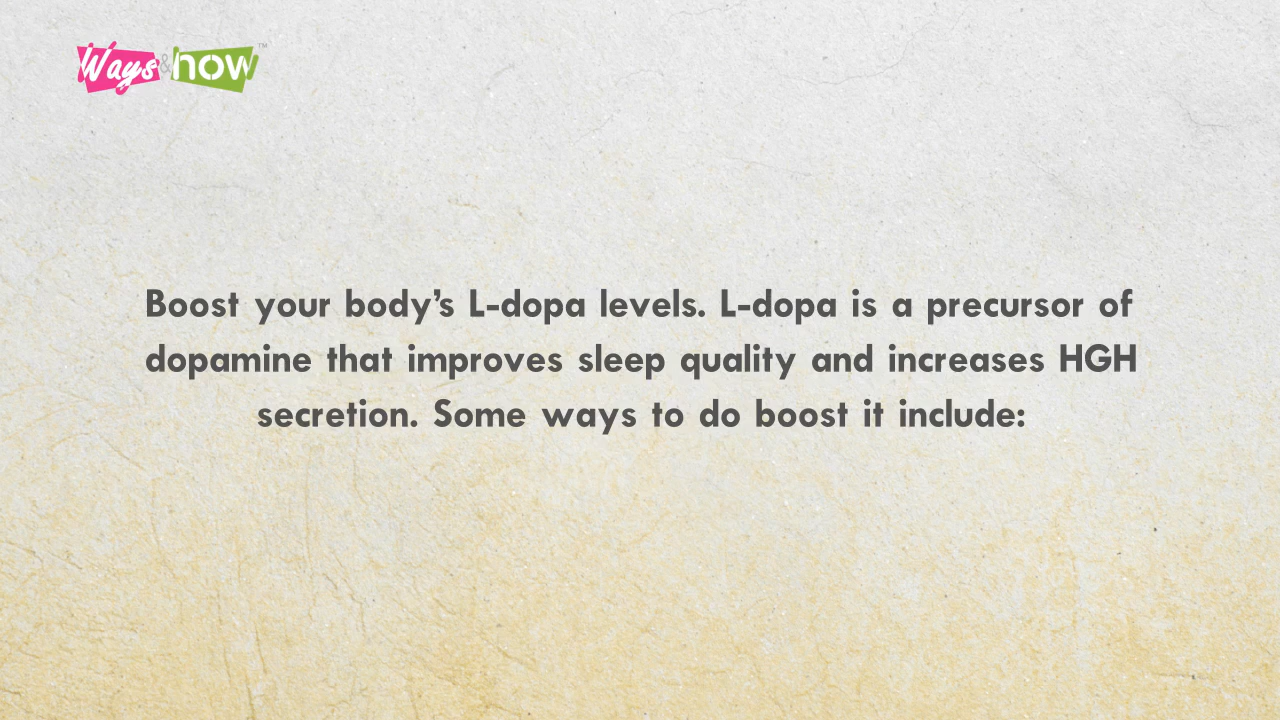 Ways&how™
Boost your body’s L-dopa levels. L-dopa is a precursor of
dopamine that improves sleep quality and increases HGH
secretion. Some ways to do boost it include: